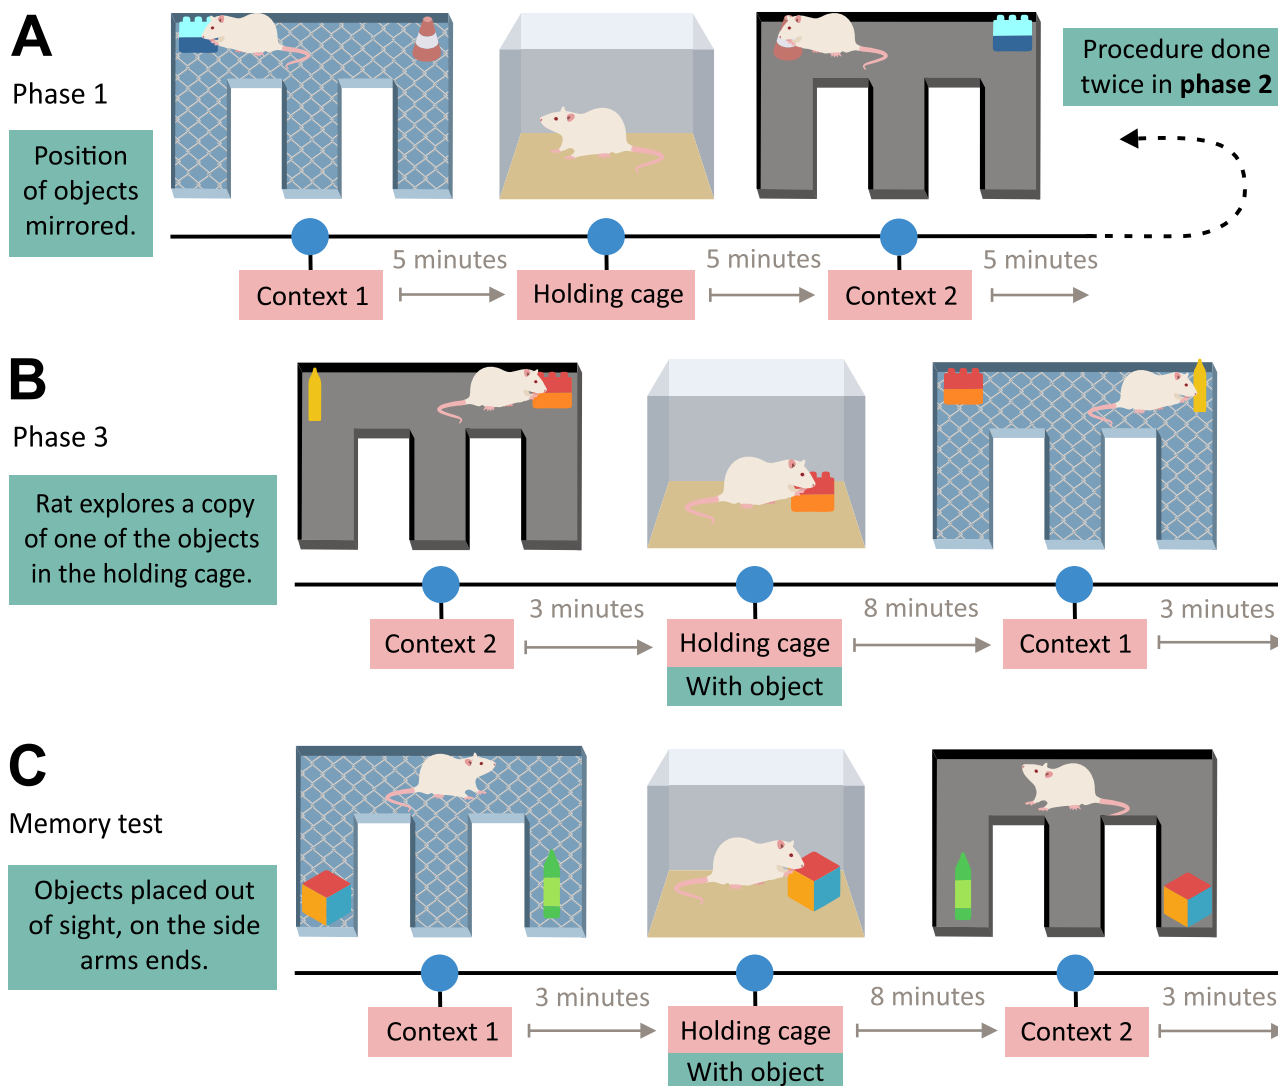 A
Phase 1
Position
of objects
mirrored.
Procedure done
twice in phase 2
5 minutes
5 minutes
5 minutes
Context 1
Holding cage
Context 2
B
Phase 3
Rat explores a copy
of one of the objects
in the holding cage.
3 minutes
8 minutes
3 minutes
Context 2
Holding cage
With object
Context 1
C
Memory test
Objects placed out
of sight, on the side
arms ends.
3 minutes
8 minutes
3 minutes
Context 1
Holding cage
With object
Context 2